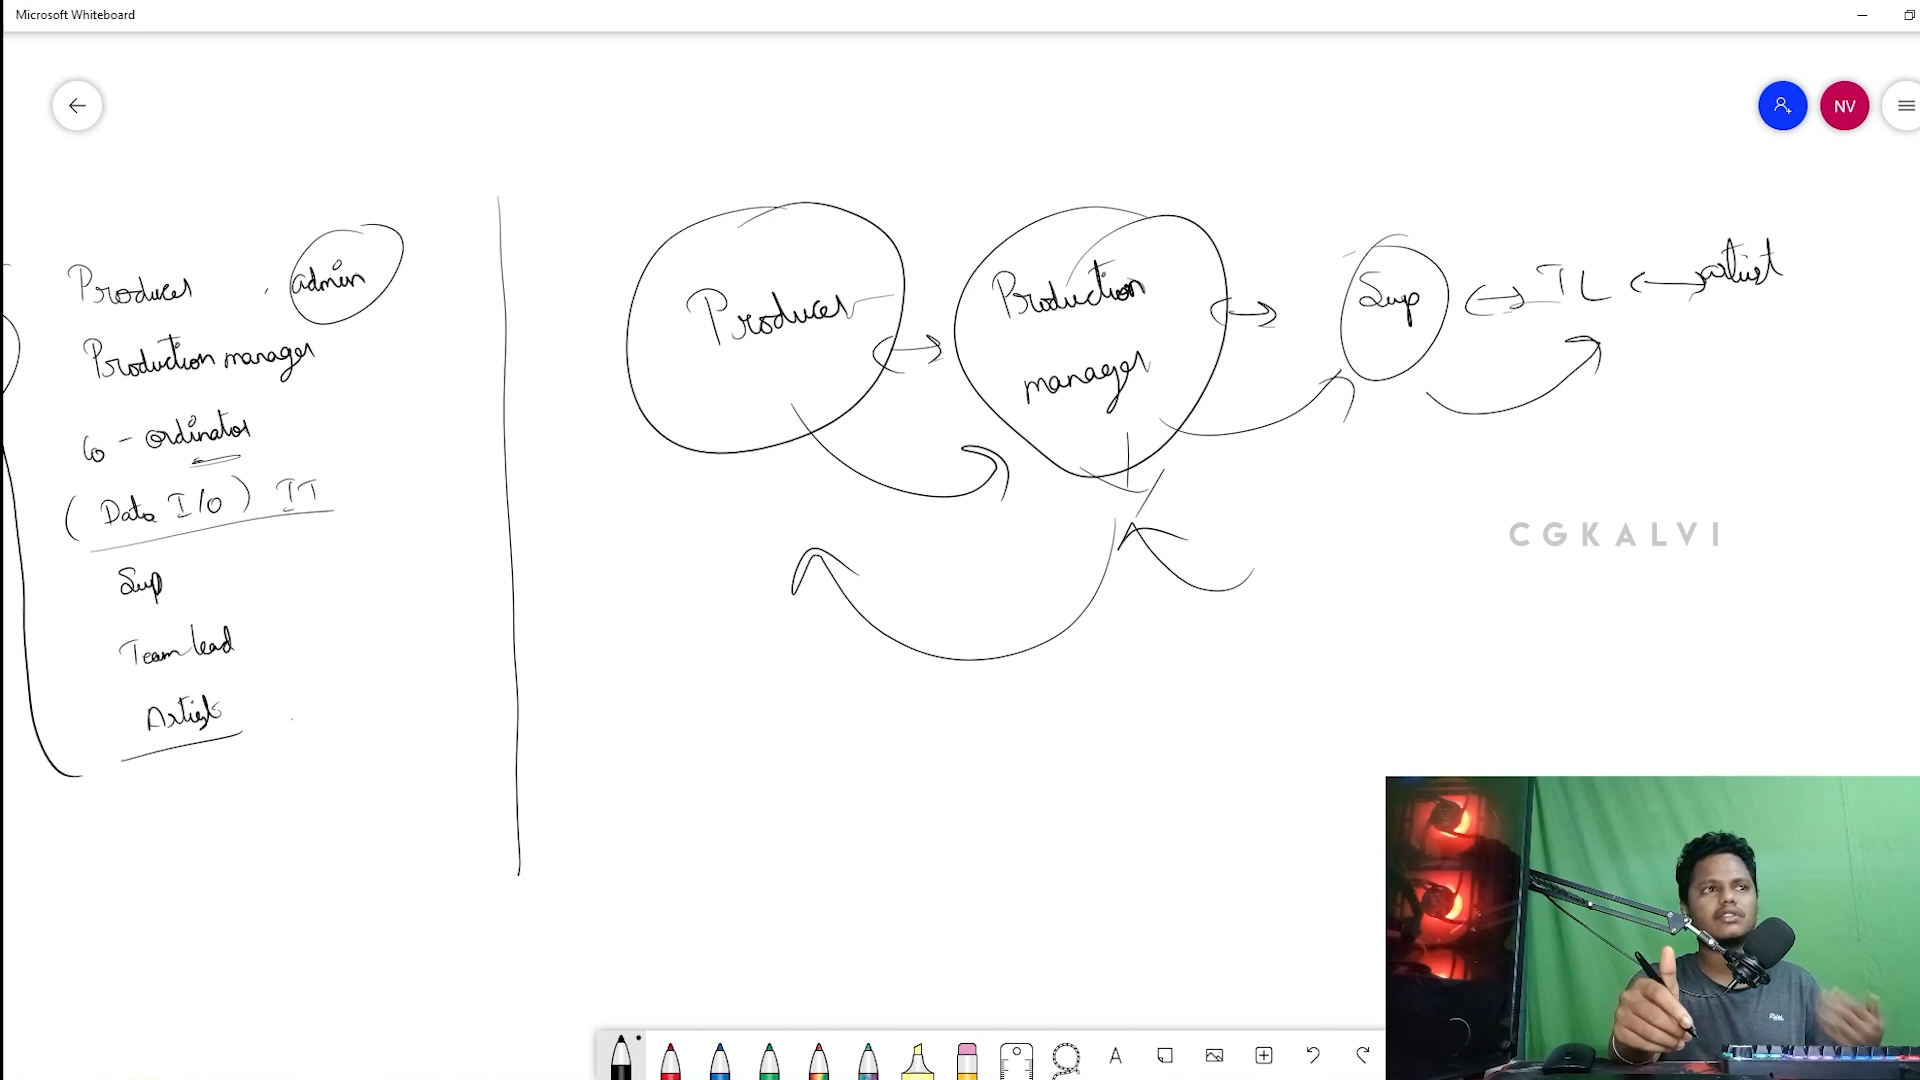 Microsoft Whiteboard
NV
Producer , admin
Production manager
Co - ordinator
(Data I/O) IT
Sup
Team lead
Artist
Producer
Production
manager
Sup
TL
artist
CGKALVI
A